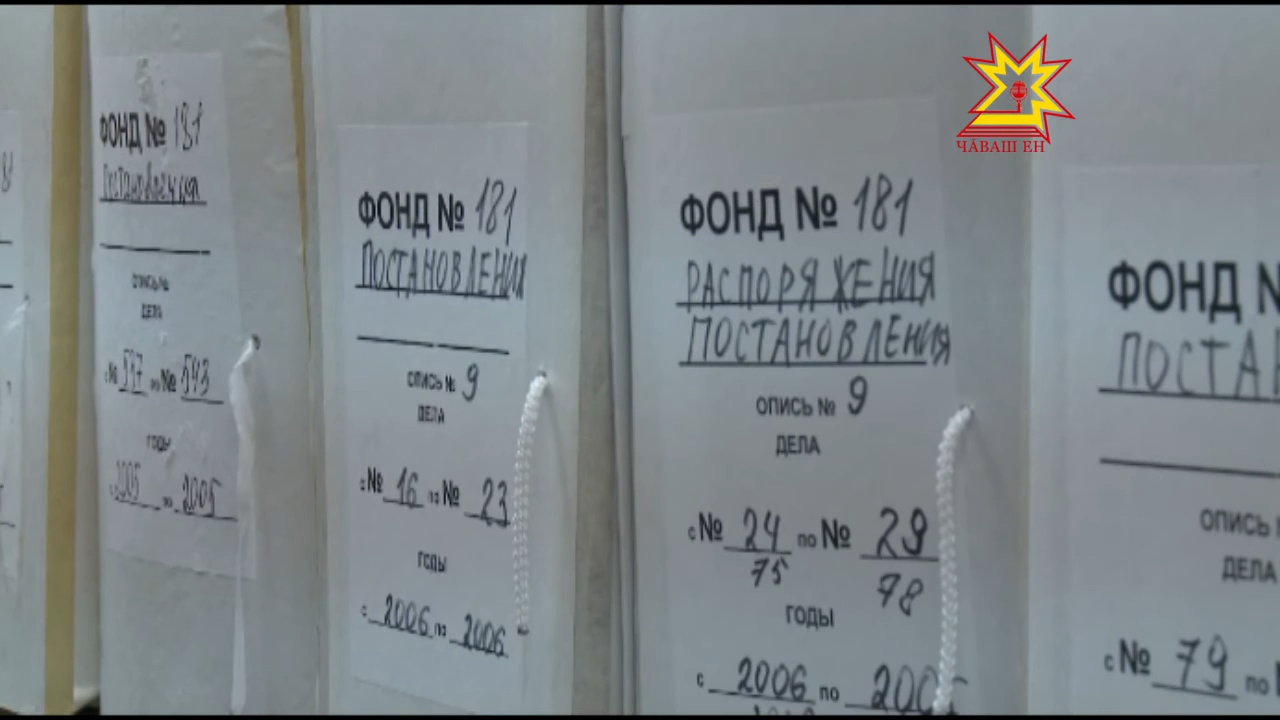 ЧĂВАШ ЕН
ФОНД № 181
Постановления
ОПИСЬ №
ДЕЛА
с № 537 по № 543
ГОДЫ
с 2005 по 2005
ФОНД № 181
ПОСТАНОВЛЕНИЯ
ОПИСЬ № 9
ДЕЛА
с № 16 по № 23
ГОДЫ
с 2006 по 2006
ФОНД № 181
РАСПОРЯЖЕНИЯ
ПОСТАНОВЛЕНИЯ
ОПИСЬ № 9
ДЕЛА
с № 24 по № 29
75 78
ГОДЫ
с 2006 по
ФОНД
ОПИСЬ
ДЕЛА
с № 79 по